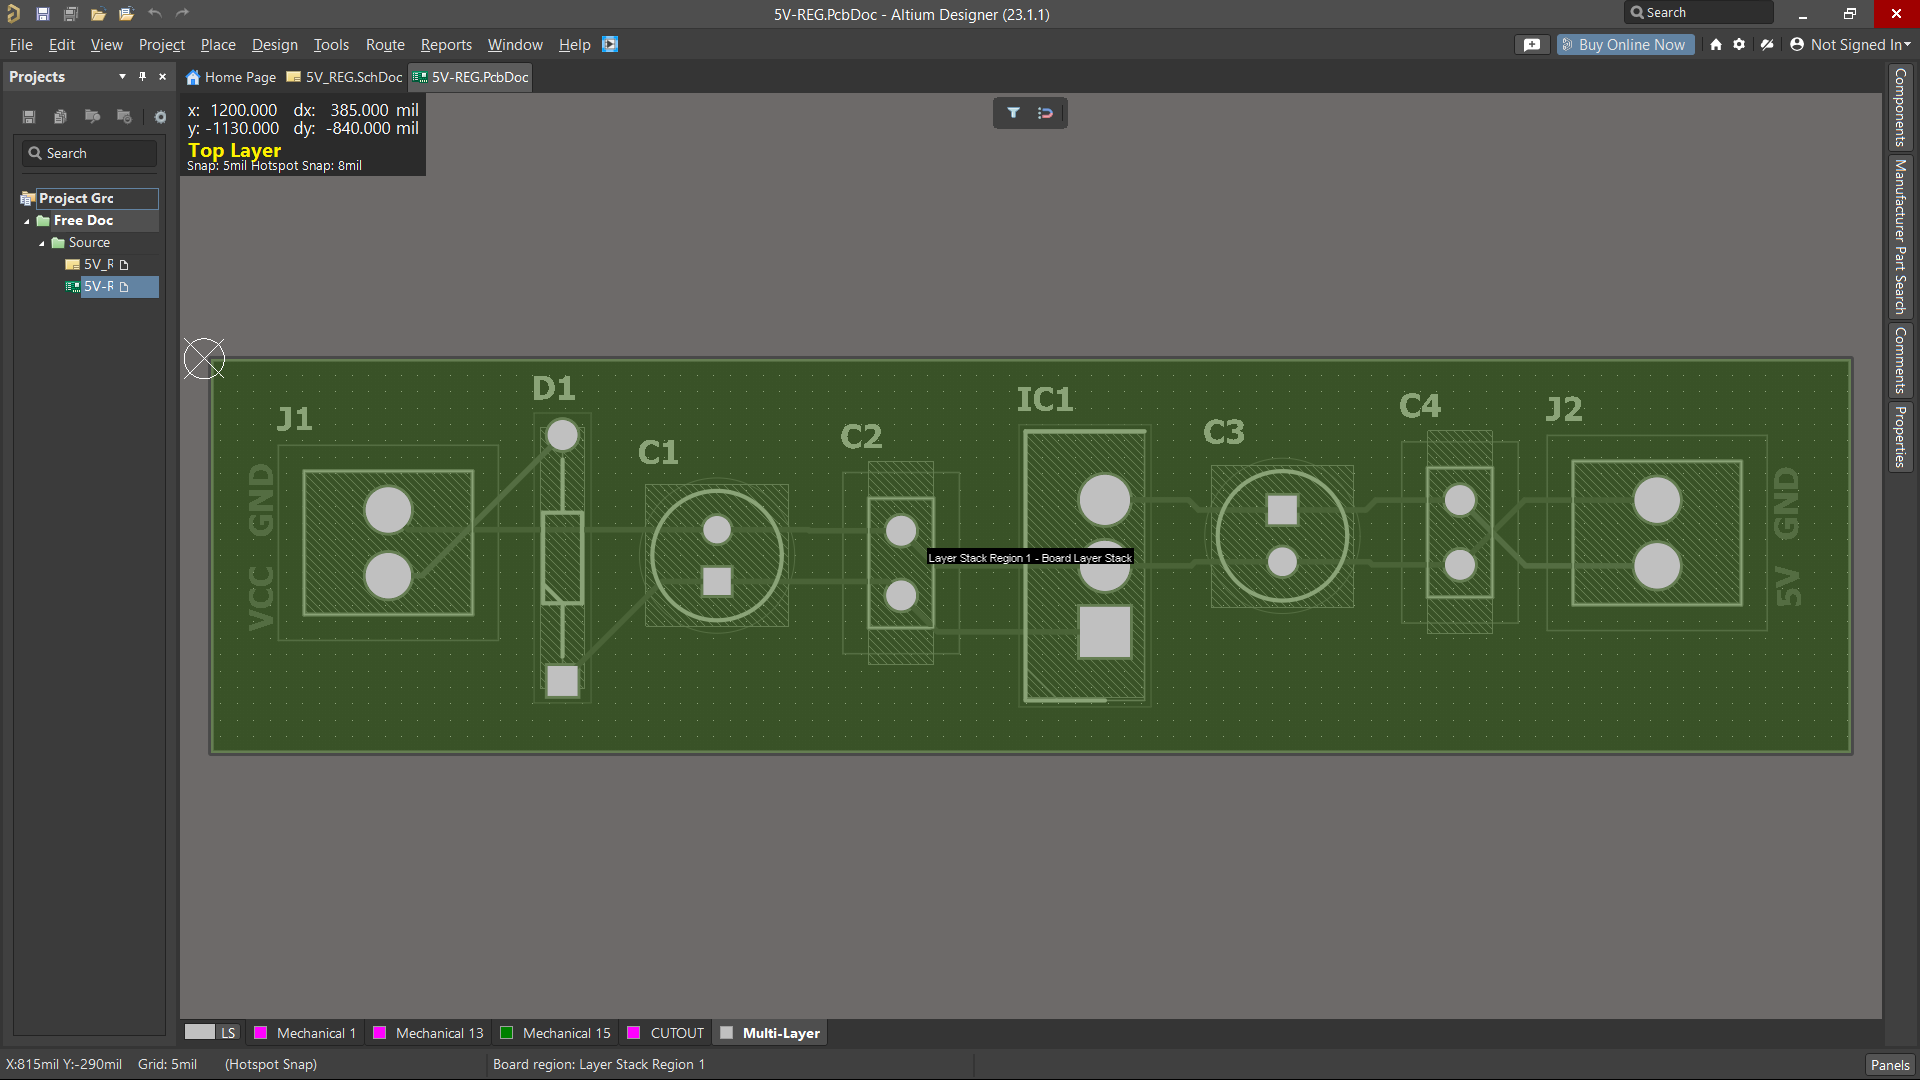 5V-REG.PcbDoc - Altium Designer (23.1.1)
Search
File Edit View Project Place Design Tools Route Reports Window Help
Buy Online Now
Not Signed In
Projects
Home Page
5V_REG.SchDoc
5V-REG.PcbDoc
x: 1200.000 dx: 385.000 mil
y: -1130.000 dy: -840.000 mil
Top Layer
Snap: 5mil Hotspot Snap: 8mil
Search
Project Grc
Free Doc
Source
5V_R
5V-R
Components
Manufacturer Part Search
Comments
Properties
J1
D1
C1
C2
IC1
C3
C4
J2
GND
VCC
GND
5V
Layer Stack Region 1 - Board Layer Stack
LS
Mechanical 1
Mechanical 13
Mechanical 15
CUTOUT
Multi-Layer
X:815mil Y:-290mil Grid: 5mil (Hotspot Snap)
Board region: Layer Stack Region 1
Panels